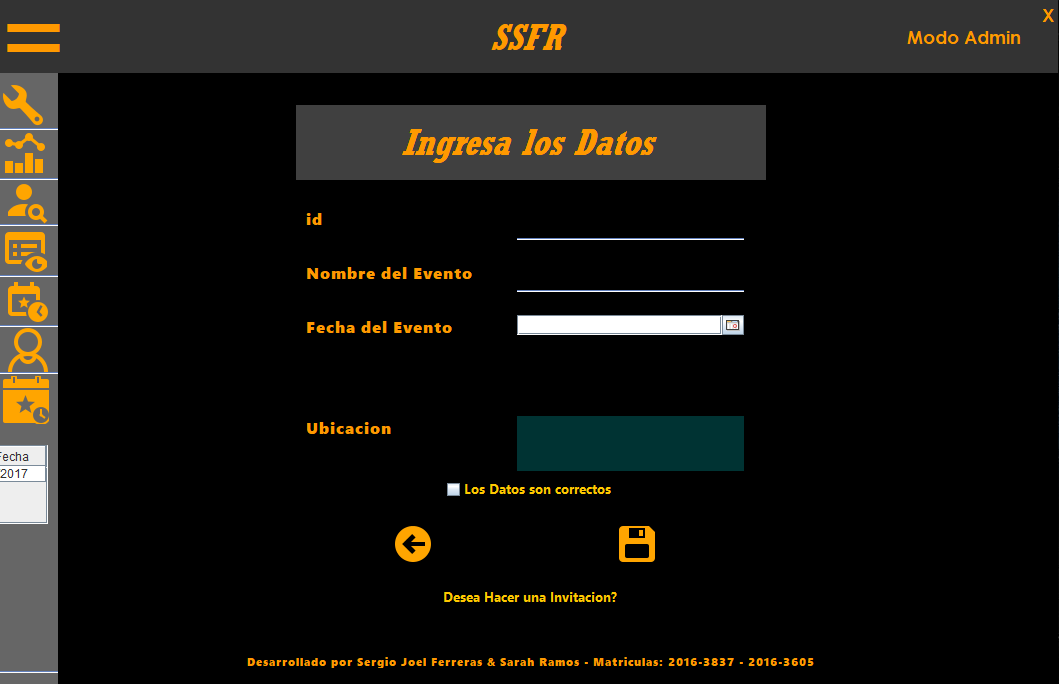 X
SSFR
Modo Admin
Ingresa los Datos
id
Nombre del Evento
Fecha del Evento
Ubicacion
Fecha
2017
Los Datos son correctos
Desea Hacer una Invitacion?
Desarrollado por Sergio Joel Ferreras & Sarah Ramos - Matriculas: 2016-3837 - 2016-3605